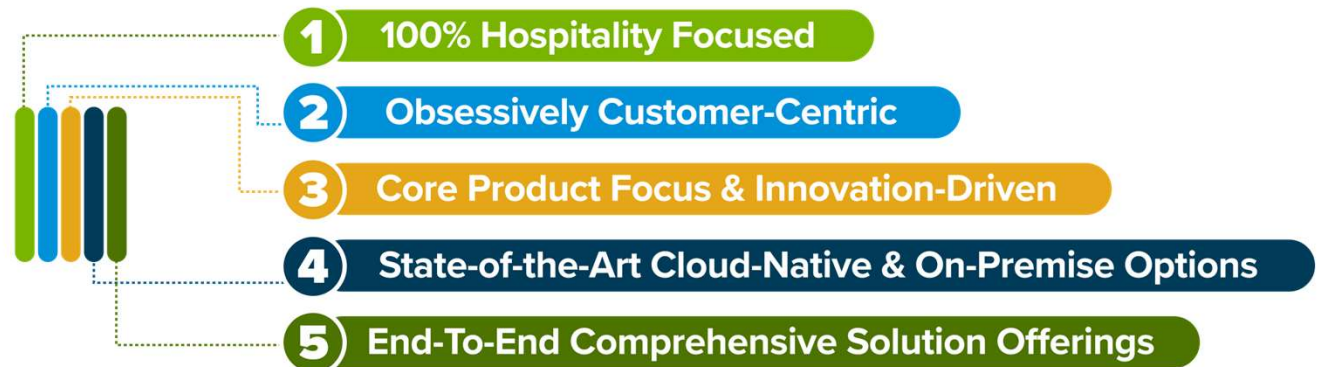 1 100% Hospitality Focused
2 Obsessively Customer-Centric
3 Core Product Focus & Innovation-Driven
4 State-of-the-Art Cloud-Native & On-Premise Options
5 End-To-End Comprehensive Solution Offerings